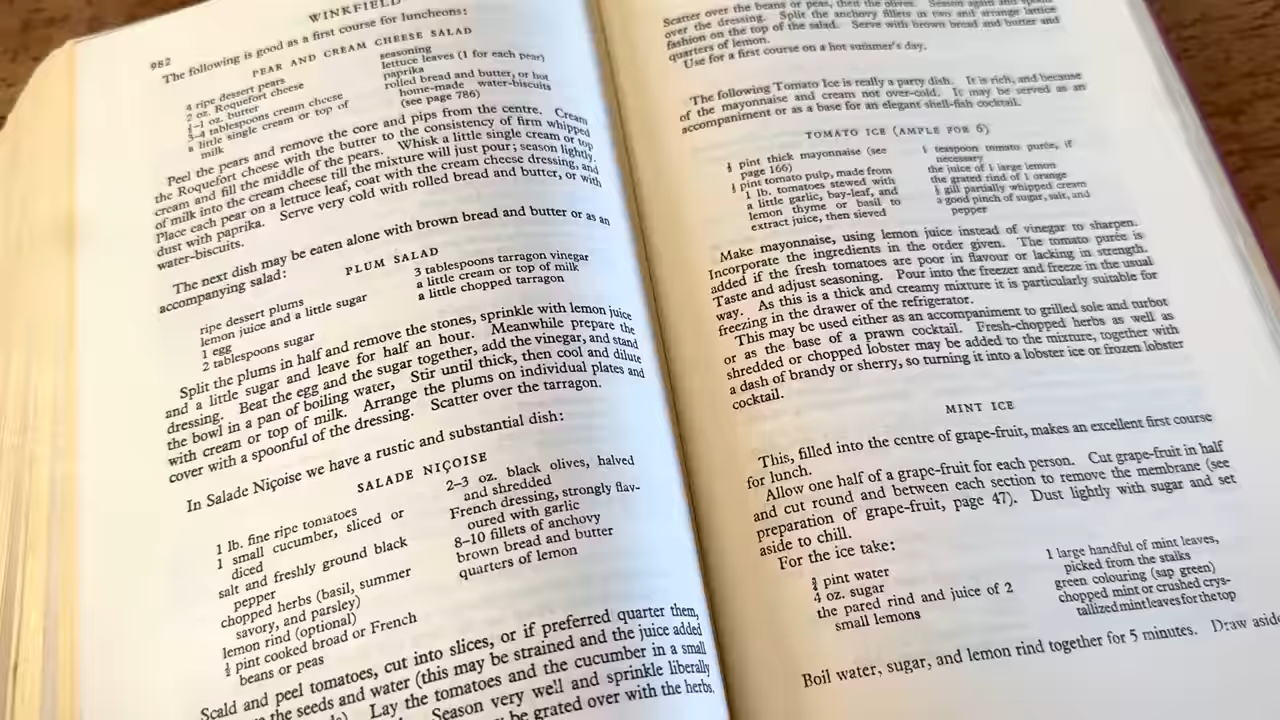 982
WINKFIELD
The following is good as a first course for luncheons:
PEAR AND CREAM CHEESE SALAD
4 ripe dessert pears
2 oz. Roquefort cheese
½–1 oz. butter
3–4 tablespoons cream cheese
a little single cream or top of
milk
seasoning
lettuce leaves (1 for each pear)
paprika
rolled bread and butter, or hot
home-made water-biscuits
(see page 786)
Peel the pears and remove the core and pips from the centre. Cream
the Roquefort cheese with the butter to the consistency of firm whipped
cream and fill the middle of the pears. Whisk a little single cream or top
of milk into the cream cheese till the mixture will just pour; season lightly.
Place each pear on a lettuce leaf, coat with the cream cheese dressing, and
dust with paprika. Serve very cold with rolled bread and butter, or with
water-biscuits.
The next dish may be eaten alone with brown bread and butter or as an
accompanying salad:
PLUM SALAD
ripe dessert plums
lemon juice and a little sugar
1 egg
2 tablespoons sugar
3 tablespoons tarragon vinegar
a little cream or top of milk
a little chopped tarragon
Split the plums in half and remove the stones, sprinkle with lemon juice
and a little sugar and leave for half an hour. Meanwhile prepare the
dressing. Beat the egg and the sugar together, add the vinegar, and stand
the bowl in a pan of boiling water, Stir until thick, then cool and dilute
with cream or top of milk. Arrange the plums on individual plates and
cover with a spoonful of the dressing. Scatter over the tarragon.
In Salade Niçoise we have a rustic and substantial dish:
SALADE NIÇOISE
1 lb. fine ripe tomatoes
1 small cucumber, sliced or
diced
salt and freshly ground black
pepper
chopped herbs (basil, summer
savory, and parsley)
lemon rind (optional)
½ pint cooked broad or French
beans or peas
2–3 oz. black olives, halved
and shredded
French dressing, strongly flav-
oured with garlic
8–10 fillets of anchovy
brown bread and butter
quarters of lemon
Scald and peel tomatoes, cut into slices, or if preferred quarter them,
the seeds and water (this may be strained and the juice added
Lay the tomatoes and the cucumber in a small
Season very well and sprinkle liberally
be grated over with the herbs.
Scatter over the beans or peas, then the olives. Season again and spoon
over the dressing. Split the anchovy fillets in two and arrange lattice
fashion on the top of the salad. Serve with brown bread and butter and
quarters of lemon.
Use for a first course on a hot summer's day.
The following Tomato Ice is really a party dish. It is rich, and because
of the mayonnaise and cream not over-cold. It may be served as an
accompaniment or as a base for an elegant shell-fish cocktail.
TOMATO ICE (AMPLE FOR 6)
pint thick mayonnaise (see
page 166)
pint tomato pulp, made from
1 lb. tomatoes stewed with
a little garlic, bay-leaf, and
lemon thyme or basil to
extract juice, then sieved
teaspoon tomato purée, if
necessary
the juice of 1 large lemon
the grated rind of 1 orange
gill partially whipped cream
a good pinch of sugar, salt, and
pepper
Make mayonnaise, using lemon juice instead of vinegar to sharpen.
Incorporate the ingredients in the order given. The tomato purée is
added if the fresh tomatoes are poor in flavour or lacking in strength.
Taste and adjust seasoning. Pour into the freezer and freeze in the usual
way. As this is a thick and creamy mixture it is particularly suitable for
freezing in the drawer of the refrigerator.
This may be used either as an accompaniment to grilled sole and turbot
or as the base of a prawn cocktail. Fresh-chopped herbs as well as
shredded or chopped lobster may be added to the mixture, together with
a dash of brandy or sherry, so turning it into a lobster ice or frozen lobster
cocktail.
MINT ICE
This, filled into the centre of grape-fruit, makes an excellent first course
for lunch.
Allow one half of a grape-fruit for each person. Cut grape-fruit in half
and cut round and between each section to remove the membrane (see
preparation of grape-fruit, page 47). Dust lightly with sugar and set
aside to chill.
For the ice take:
¾ pint water
4 oz. sugar
the pared rind and juice of 2
small lemons
1 large handful of mint leaves,
picked from the stalks
green colouring (sap green)
chopped mint or crushed crys-
tallized mint leaves for the top
Boil water, sugar, and lemon rind together for 5 minutes. Draw aside